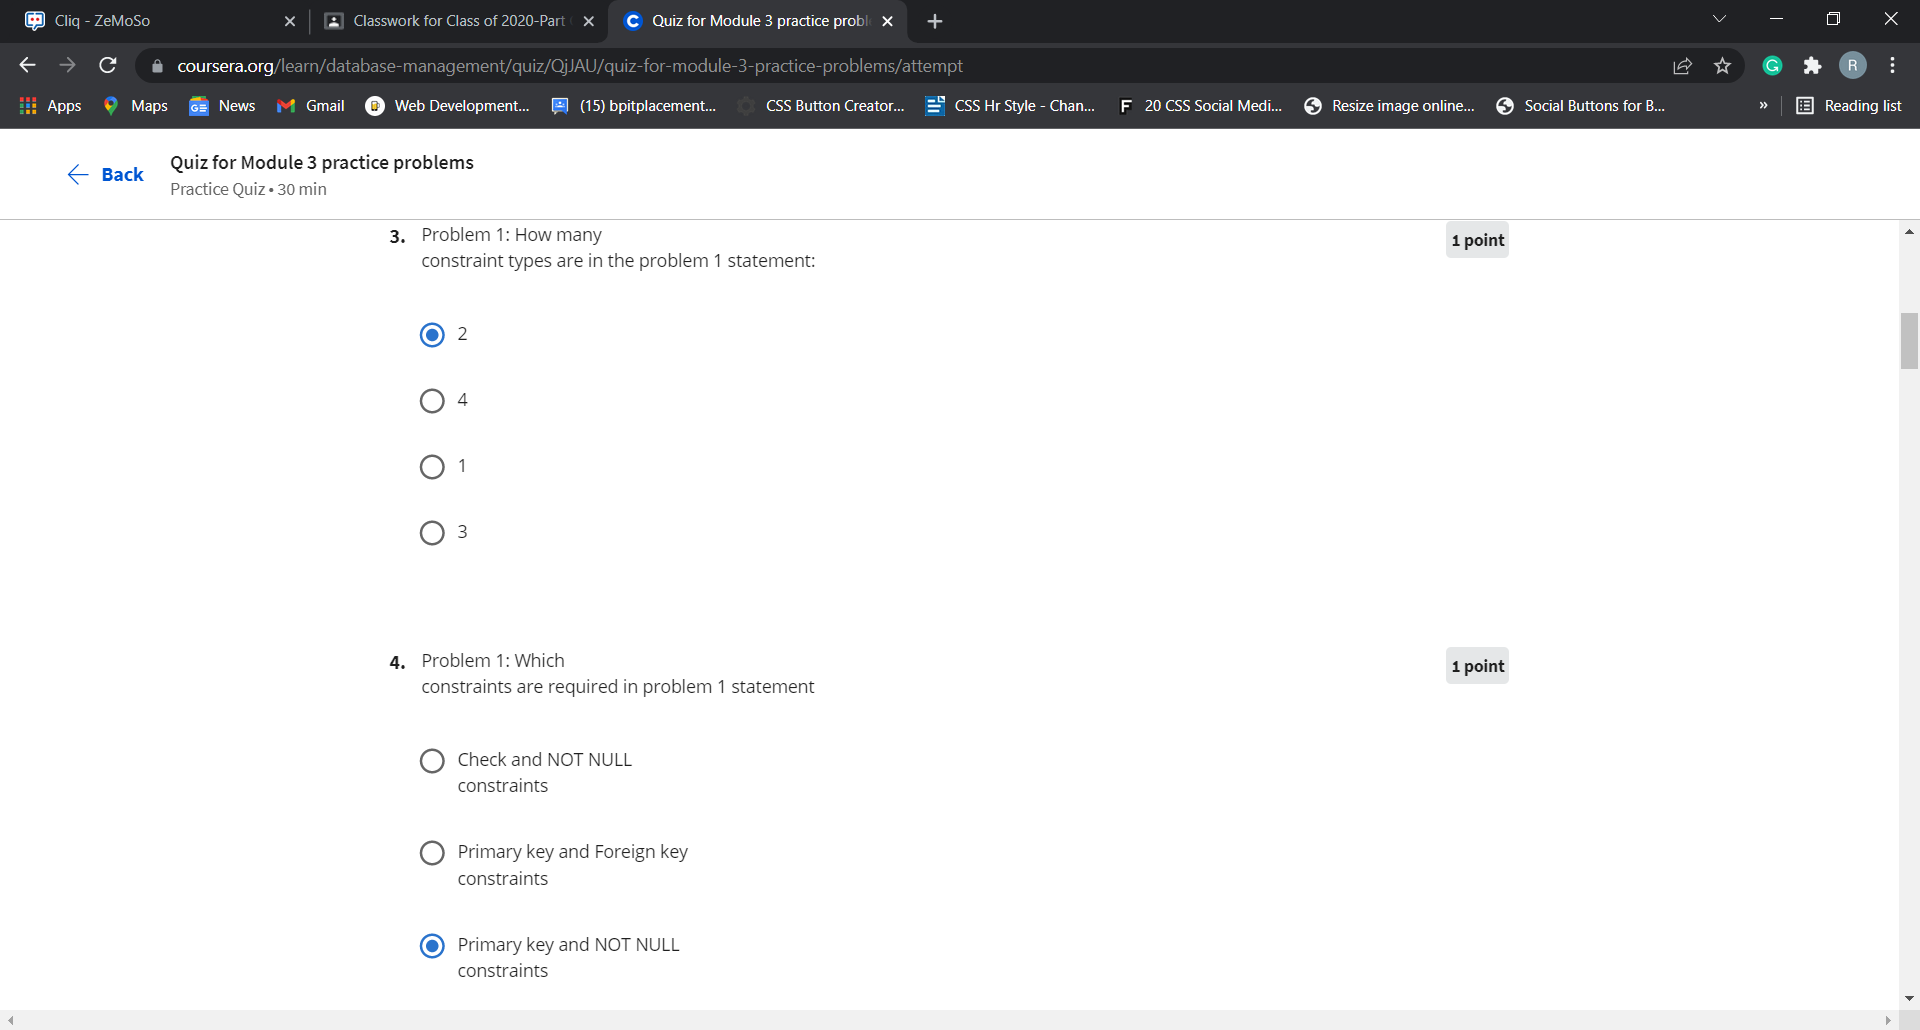 Cliq - ZeMoSo
Classwork for Class of 2020-Part
Quiz for Module 3 practice probl
coursera.org/learn/database-management/quiz/QjJAU/quiz-for-module-3-practice-problems/attempt
R
Apps
Maps
News
Gmail
Web Development...
(15) bpitplacement...
CSS Button Creator...
CSS Hr Style - Chan...
20 CSS Social Medi...
Resize image online...
Social Buttons for B...
»
Reading list
Back
Quiz for Module 3 practice problems
Practice Quiz • 30 min
3. Problem 1: How many
constraint types are in the problem 1 statement:
1 point
2
4
1
3
4. Problem 1: Which
constraints are required in problem 1 statement
1 point
Check and NOT NULL
constraints
Primary key and Foreign key
constraints
Primary key and NOT NULL
constraints